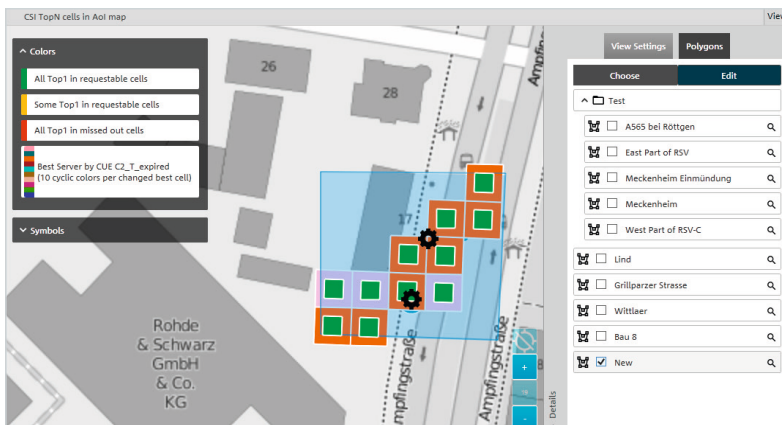 CSI TopN cells in AoI map
View
Colors
All Top1 in requestable cells
Some Top1 in requestable cells
All Top1 in missed out cells
Best Server by CUE C2_T_expired
(10 cyclic colors per changed best cell)
Symbols
26
28
17
Ampfings
Rohde
& Schwarz
GmbH
& Co.
KG
mpfingstraße
Ampfingstraße
+
-
Details
View Settings
Polygons
Choose
Edit
Test
A565 bei Röttgen
East Part of RSV
Meckenheim Einmündung
Meckenheim
West Part of RSV-C
Lind
Grillparzer Strasse
Wittlaer
Bau 8
New